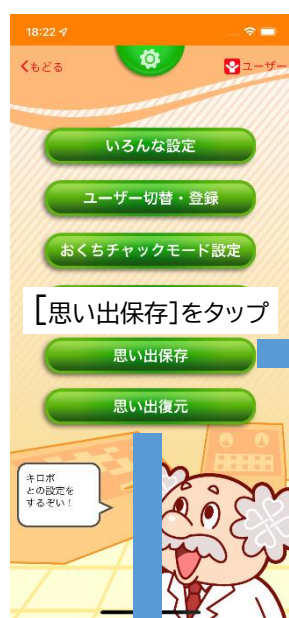 18:22
もどる
ユーザー
いろんな設定
ユーザー切替・登録
おくちチャックモード設定
[思い出保存]をタップ
思い出保存
思い出復元
キロボ
との設定を
するぞい！